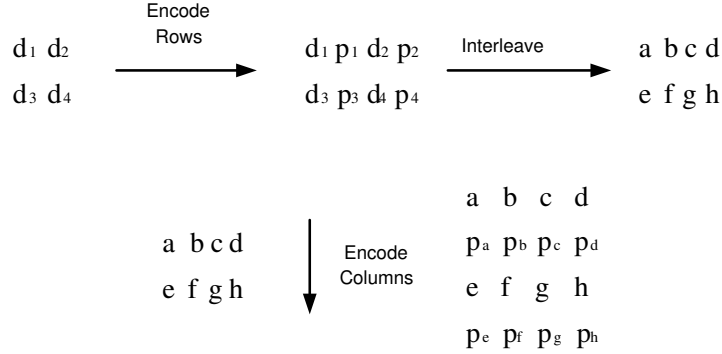 Encode
Rows
d1 d2
d3 d4
d1 p1 d2 p2
d3 p3 d4 p4
Interleave
a b c d
e f g h
a b c d
e f g h
Encode
Columns
a b c d
pa pb pc pd
e f g h
pe pf pg ph